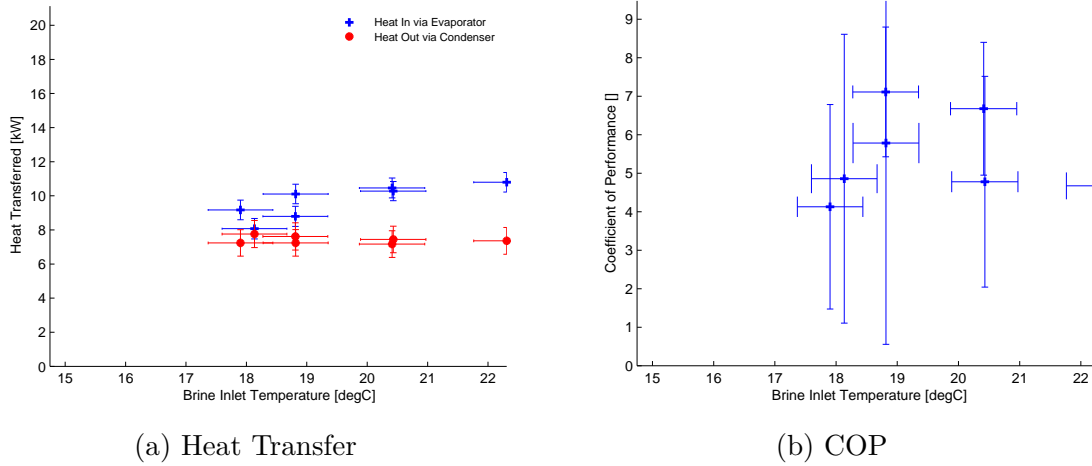 20
18
16
14
12
10
8
6
4
2
0
Heat Transferred [kW]
Heat In via Evaporator
Heat Out via Condenser
15 16 17 18 19 20 21 22
Brine Inlet Temperature [degC]
(a) Heat Transfer
9
8
7
6
5
4
3
2
1
0
Coefficient of Performance []
15 16 17 18 19 20 21 22
Brine Inlet Temperature [degC]
(b) COP